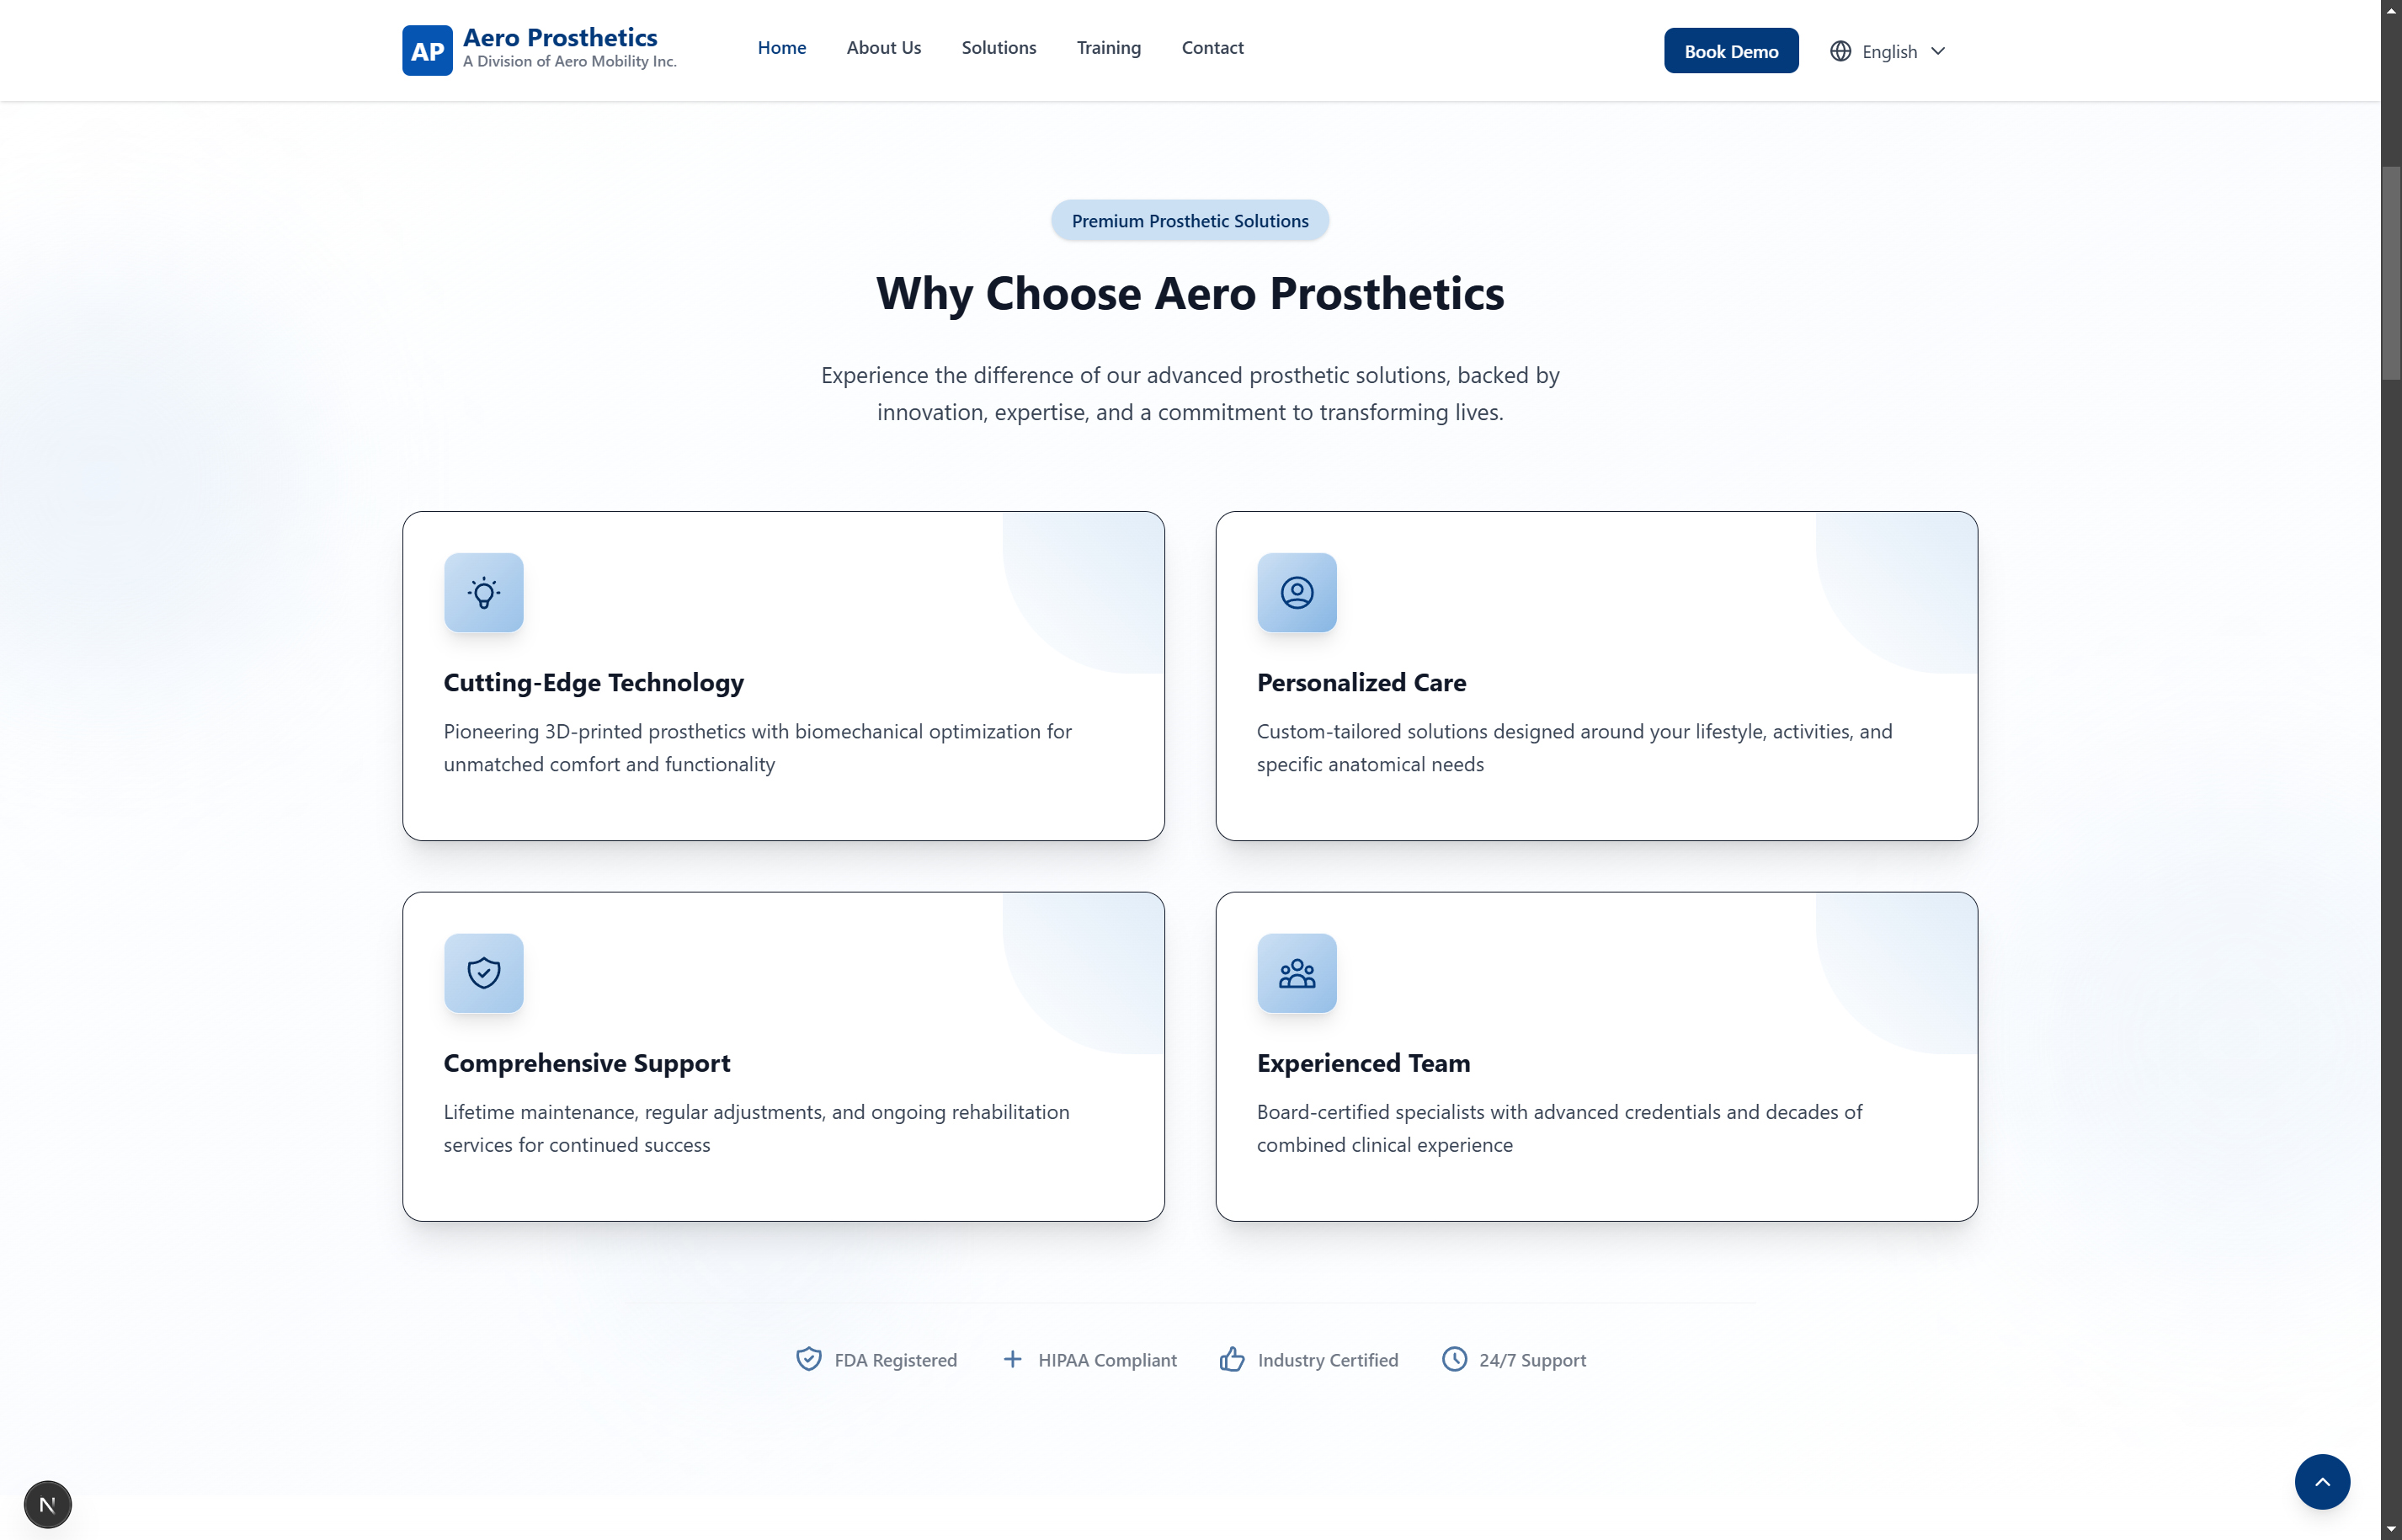 AP
Aero Prosthetics
A Division of Aero Mobility Inc.
Home
About Us
Solutions
Training
Contact
Book Demo
English
Premium Prosthetic Solutions
Why Choose Aero Prosthetics
Experience the difference of our advanced prosthetic solutions, backed by
innovation, expertise, and a commitment to transforming lives.
Cutting-Edge Technology
Pioneering 3D-printed prosthetics with biomechanical optimization for
unmatched comfort and functionality
Personalized Care
Custom-tailored solutions designed around your lifestyle, activities, and
specific anatomical needs
Comprehensive Support
Lifetime maintenance, regular adjustments, and ongoing rehabilitation
services for continued success
Experienced Team
Board-certified specialists with advanced credentials and decades of
combined clinical experience
FDA Registered
HIPAA Compliant
Industry Certified
24/7 Support
N